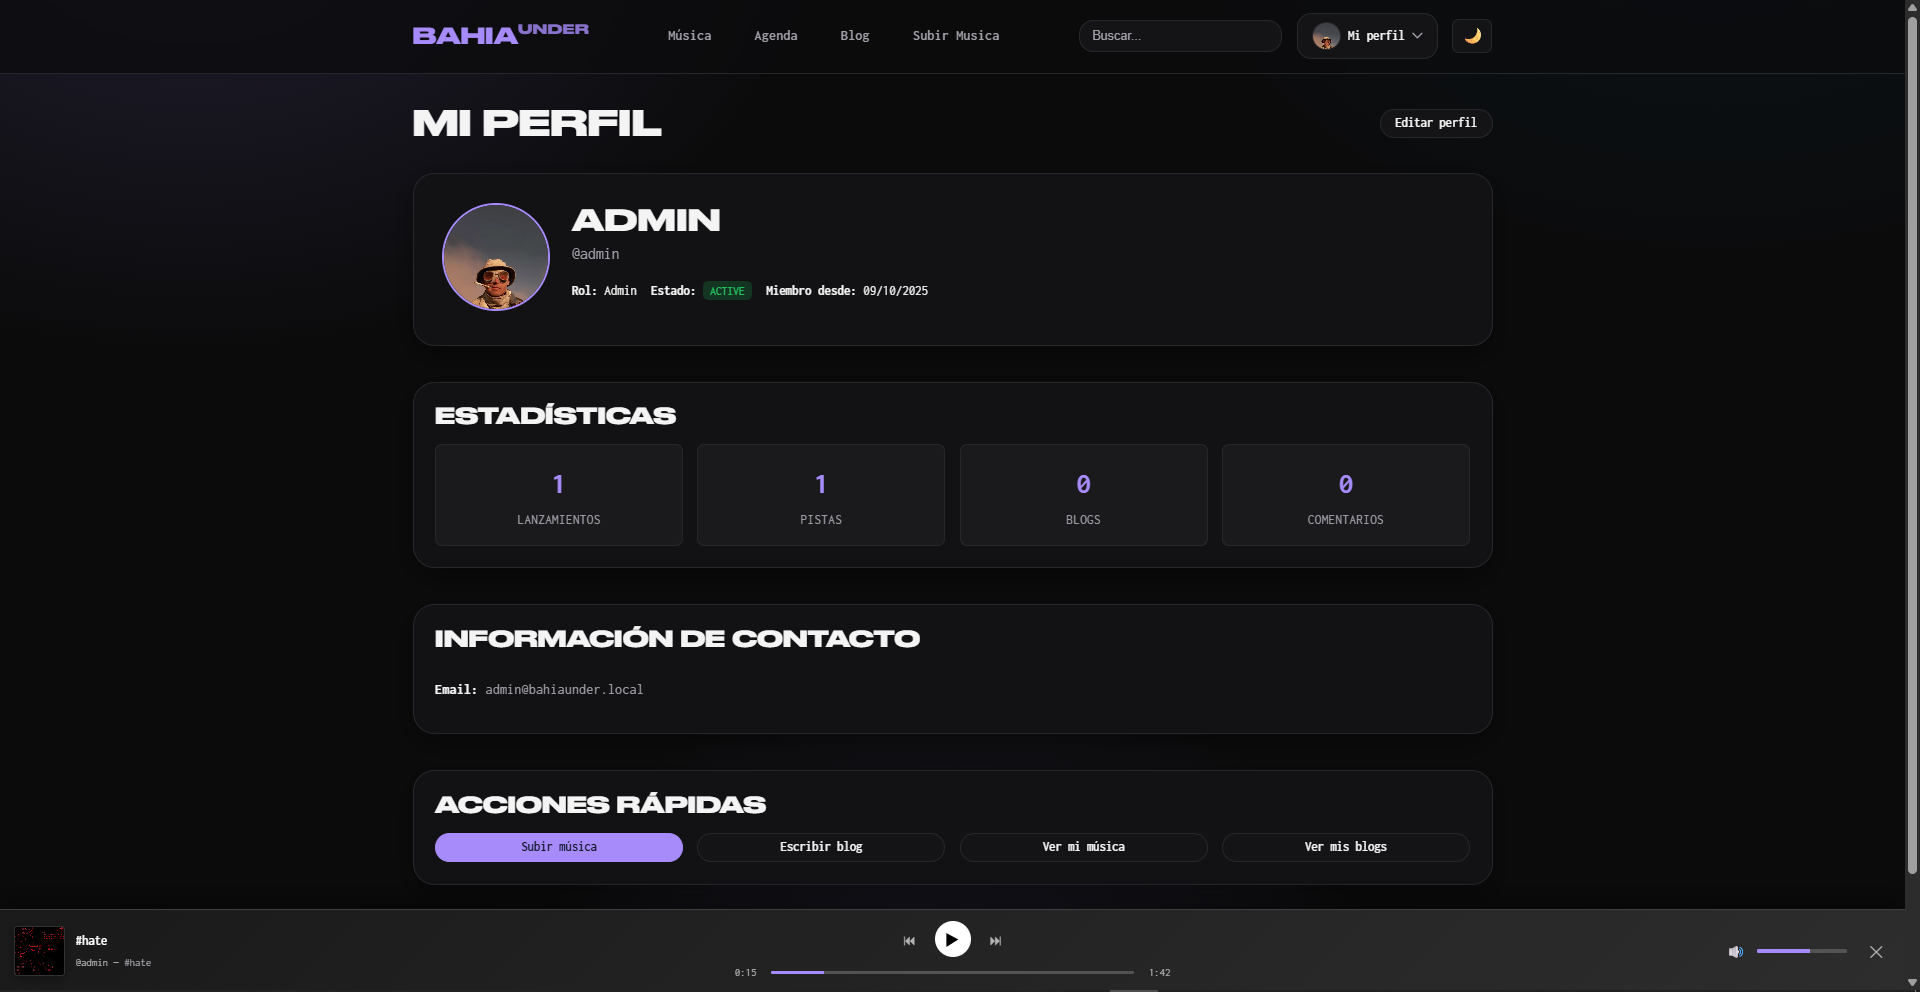 BAHIAUNDER
Música Agenda Blog Subir Musica Buscar... Mi perfil
MI PERFIL
Editar perfil
ADMIN
@admin
Rol: Admin Estado: ACTIVE Miembro desde: 09/10/2025
ESTADÍSTICAS
1 1 0 0
LANZAMIENTOS PISTAS BLOGS COMENTARIOS
INFORMACIÓN DE CONTACTO
Email: admin@bahiaunder.local
ACCIONES RÁPIDAS
Subir música Escribir blog Ver mi música Ver mis blogs
#hate
@admin — #hate
0:15 1:42